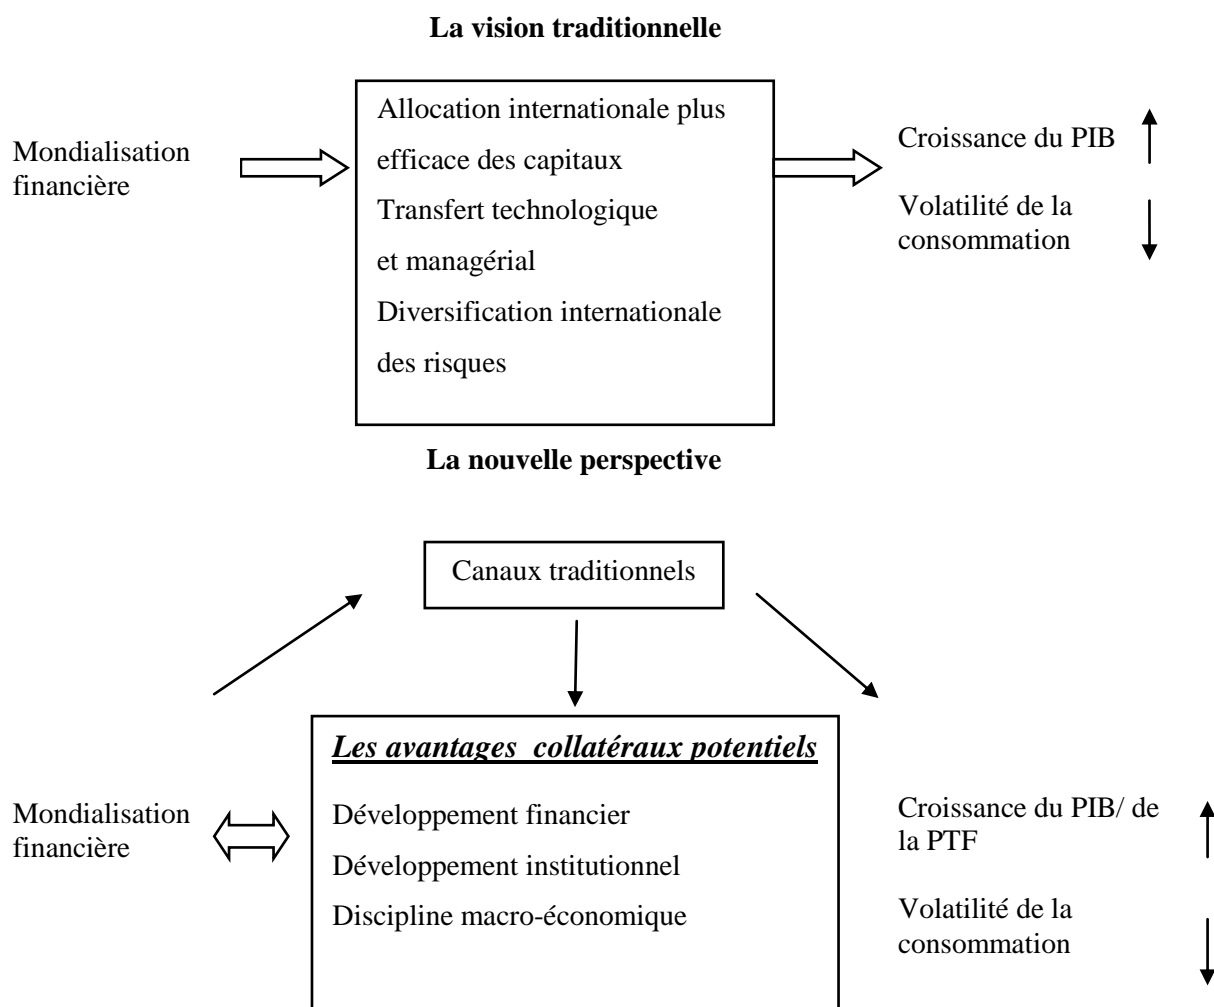 La vision traditionnelle
Mondialisation
financière
Allocation internationale plus
efficace des capitaux
Transfert technologique
et managérial
Diversification internationale
des risques
Croissance du PIB
Volatilité de la
consommation
La nouvelle perspective
Canaux traditionnels
Mondialisation
financière
Les avantages collatéraux potentiels
Développement financier
Développement institutionnel
Discipline macro-économique
Croissance du PIB/ de
la PTF
Volatilité de la
consommation